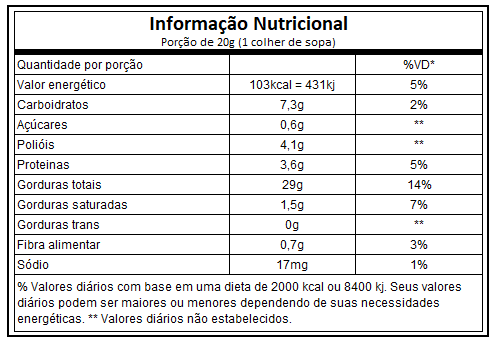 Informação Nutricional
Porção de 20g (1 colher de sopa)
Quantidade por porção %VD*
Valor energético 103kcal = 431kj 5%
Carboidratos 7,3g 2%
Açúcares 0,6g **
Polióis 4,1g **
Proteinas 3,6g 5%
Gorduras totais 29g 14%
Gorduras saturadas 1,5g 7%
Gorduras trans 0g **
Fibra alimentar 0,7g 3%
Sódio 17mg 1%
% Valores diários com base em uma dieta de 2000 kcal ou 8400 kj. Seus valores
diários podem ser maiores ou menores dependendo de suas necessidades
energéticas. ** Valores diários não estabelecidos.